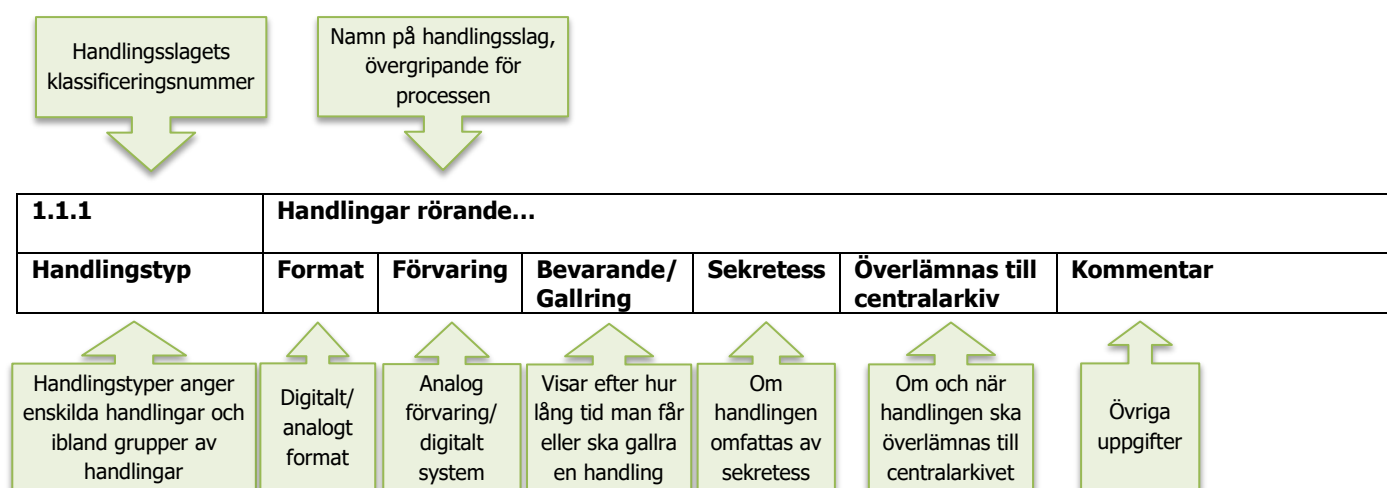 Handlingsslagets
klassificeringsnummer
Namn på handlingsslag,
övergripande för
processen
1.1.1
Handlingar rörande…
Handlingstyp
Format
Förvaring
Bevarande/
Gallring
Sekretess
Överlämnas till
centralarkiv
Kommentar
Handlingstyper anger
enskilda handlingar och
ibland grupper av
handlingar
Digitalt/
analogt
format
Analog
förvaring/
digitalt
system
Visar efter hur
lång tid man får
eller ska gallra
en handling
Om
handlingen
omfattas av
sekretess
Om och när
handlingen ska
överlämnas till
centralarkivet
Övriga
uppgifter